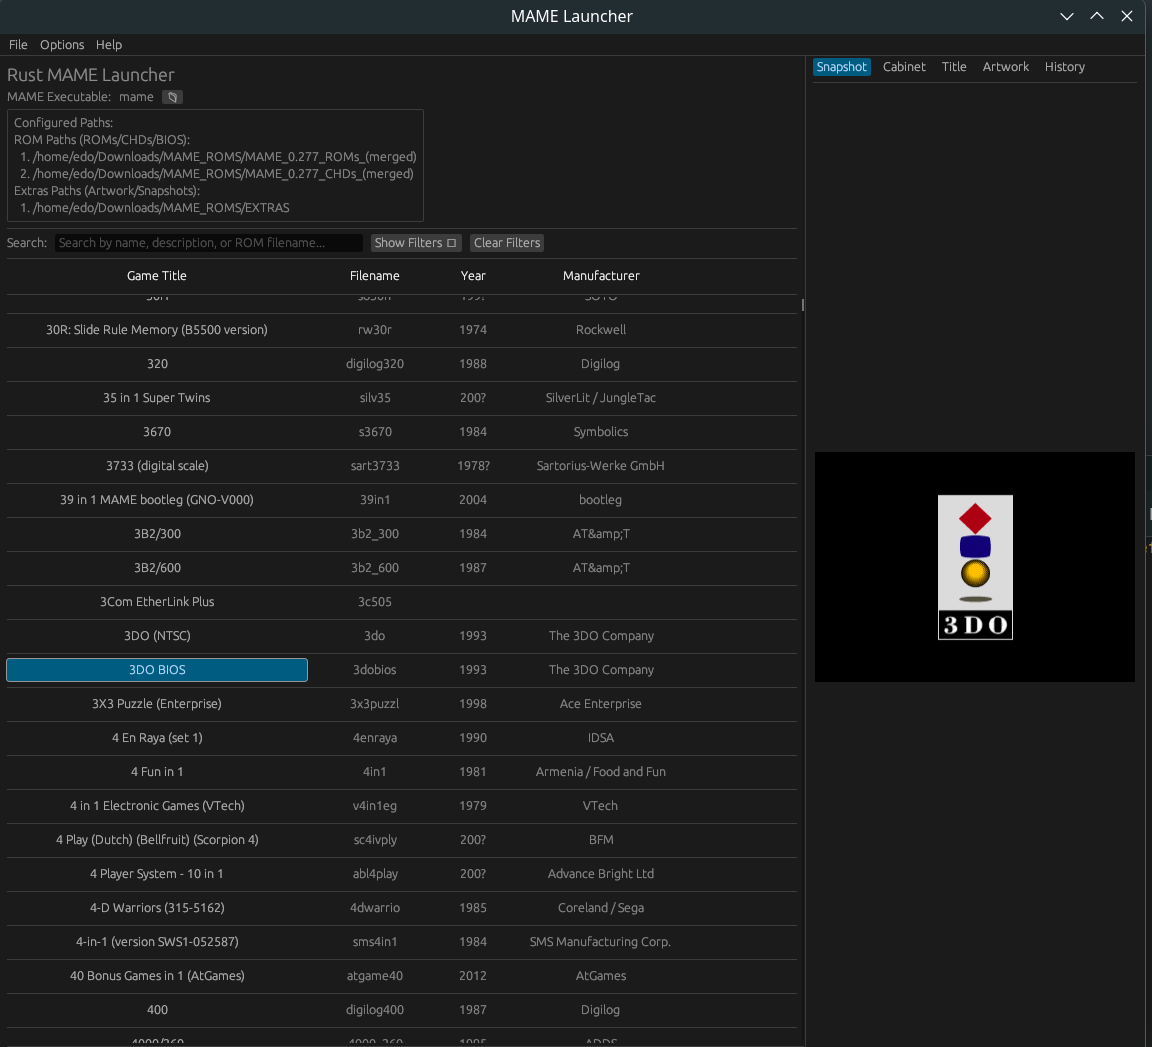 MAME Launcher
File Options Help
Rust MAME Launcher
MAME Executable: mame
Configured Paths:
ROM Paths (ROMs/CHDs/BIOS):
1. /home/edo/Downloads/MAME_ROMS/MAME_0.277_ROMs_(merged)
2. /home/edo/Downloads/MAME_ROMS/MAME_0.277_CHDs_(merged)
Extras Paths (Artwork/Snapshots):
1. /home/edo/Downloads/MAME_ROMS/EXTRAS
Search: Search by name, description, or ROM filename... Show Filters Clear Filters
Game Title Filename Year Manufacturer
30R: Slide Rule Memory (B5500 version) rw30r 1974 Rockwell
320 digilog320 1988 Digilog
35 in 1 Super Twins silv35 200? SilverLit / JungleTac
3670 s3670 1984 Symbolics
3733 (digital scale) sart3733 1978? Sartorius-Werke GmbH
39 in 1 MAME bootleg (GNO-V000) 39in1 2004 bootleg
3B2/300 3b2_300 1984 AT&amp;T
3B2/600 3b2_600 1987 AT&amp;T
3Com EtherLink Plus 3c505
3DO (NTSC) 3do 1993 The 3DO Company
3DO BIOS 3dobios 1993 The 3DO Company
3X3 Puzzle (Enterprise) 3x3puzzl 1998 Ace Enterprise
4 En Raya (set 1) 4enraya 1990 IDSA
4 Fun in 1 4in1 1981 Armenia / Food and Fun
4 in 1 Electronic Games (VTech) v4in1eg 1979 VTech
4 Play (Dutch) (Bellfruit) (Scorpion 4) sc4ivply 200? BFM
4 Player System - 10 in 1 abl4play 200? Advance Bright Ltd
4-D Warriors (315-5162) 4dwarrio 1985 Coreland / Sega
4-in-1 (version SWS1-052587) sms4in1 1984 SMS Manufacturing Corp.
40 Bonus Games in 1 (AtGames) atgame40 2012 AtGames
400 digilog400 1987 Digilog
Snapshot Cabinet Title Artwork History
3DO